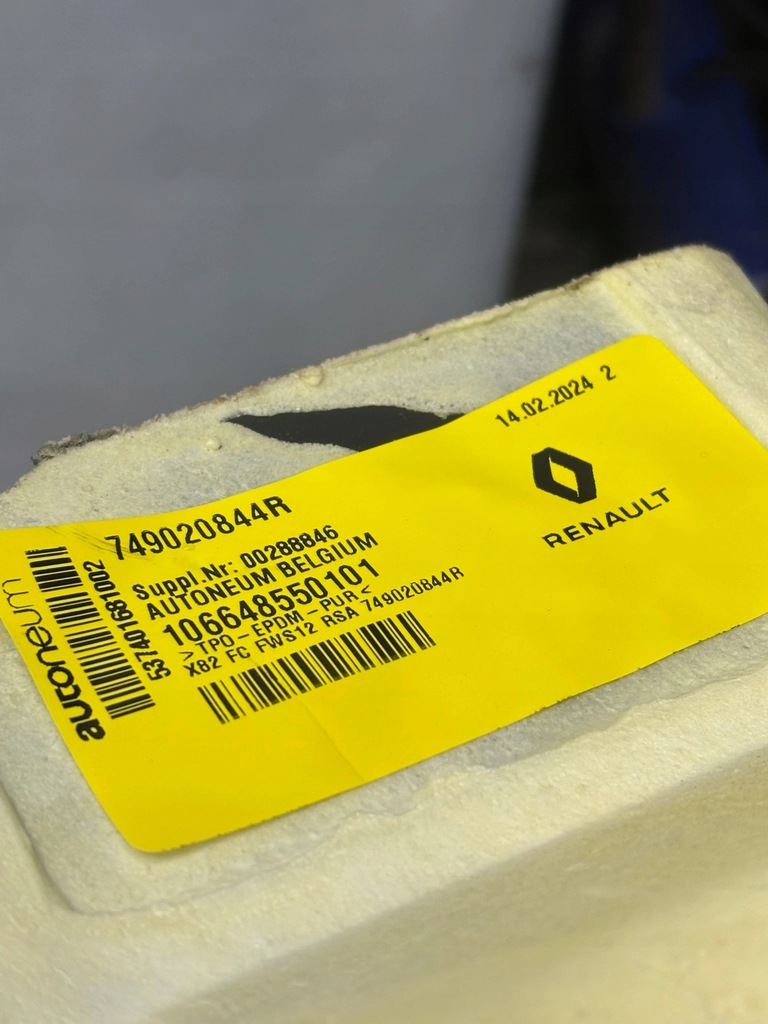 14.02.2024 2
RENAULT
749020844R
Suppl.Nr: 00288846
AUTONEUM BELGIUM
106648550101
>TPO-EPDM-PUR<
X82 FC FWS12 RSA 749020844R
537401681002
autoneum